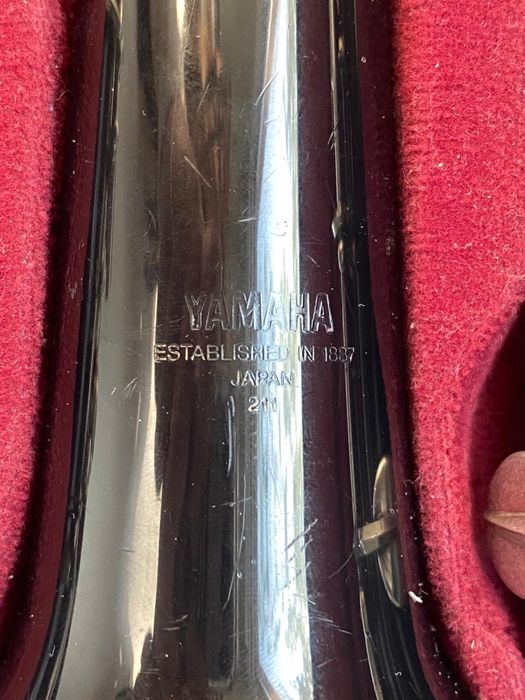 YAMAHA
ESTABLISHED IN 1887
JAPAN
211